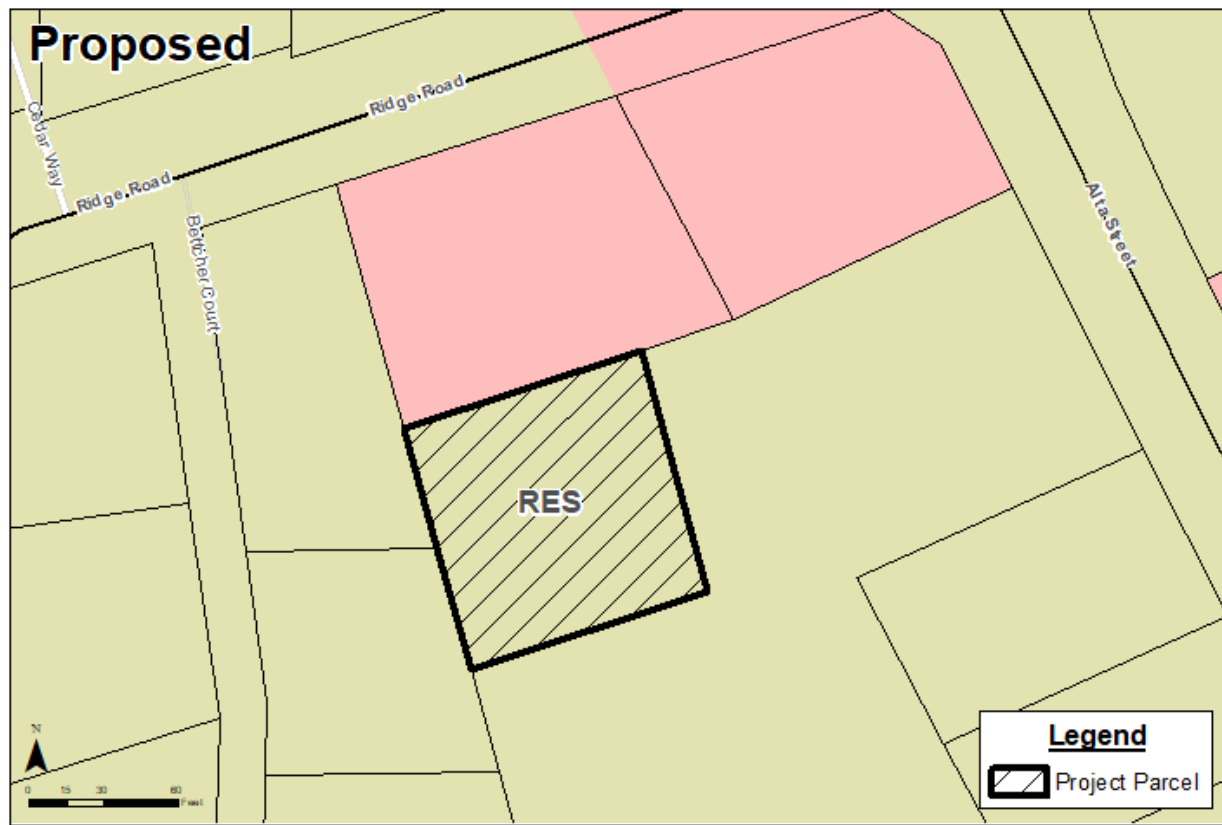 Proposed
Ridge Road
Cedar Way
Ridge Road
Bettcher Court
Alta Street
RES
N
0 15 30 60
Feet
Legend
Project Parcel